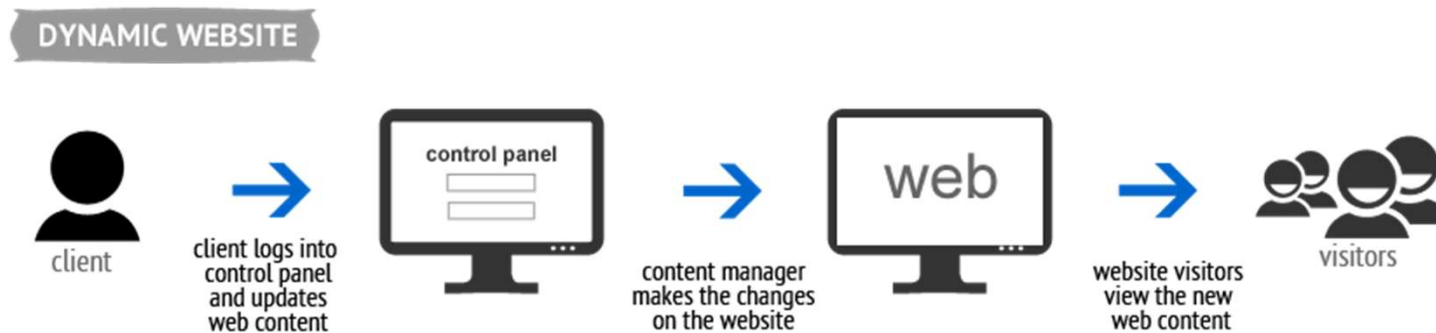 DYNAMIC WEBSITE
client
client logs into
control panel
and updates
web content
control panel
content manager
makes the changes
on the website
web
website visitors
view the new
web content
visitors